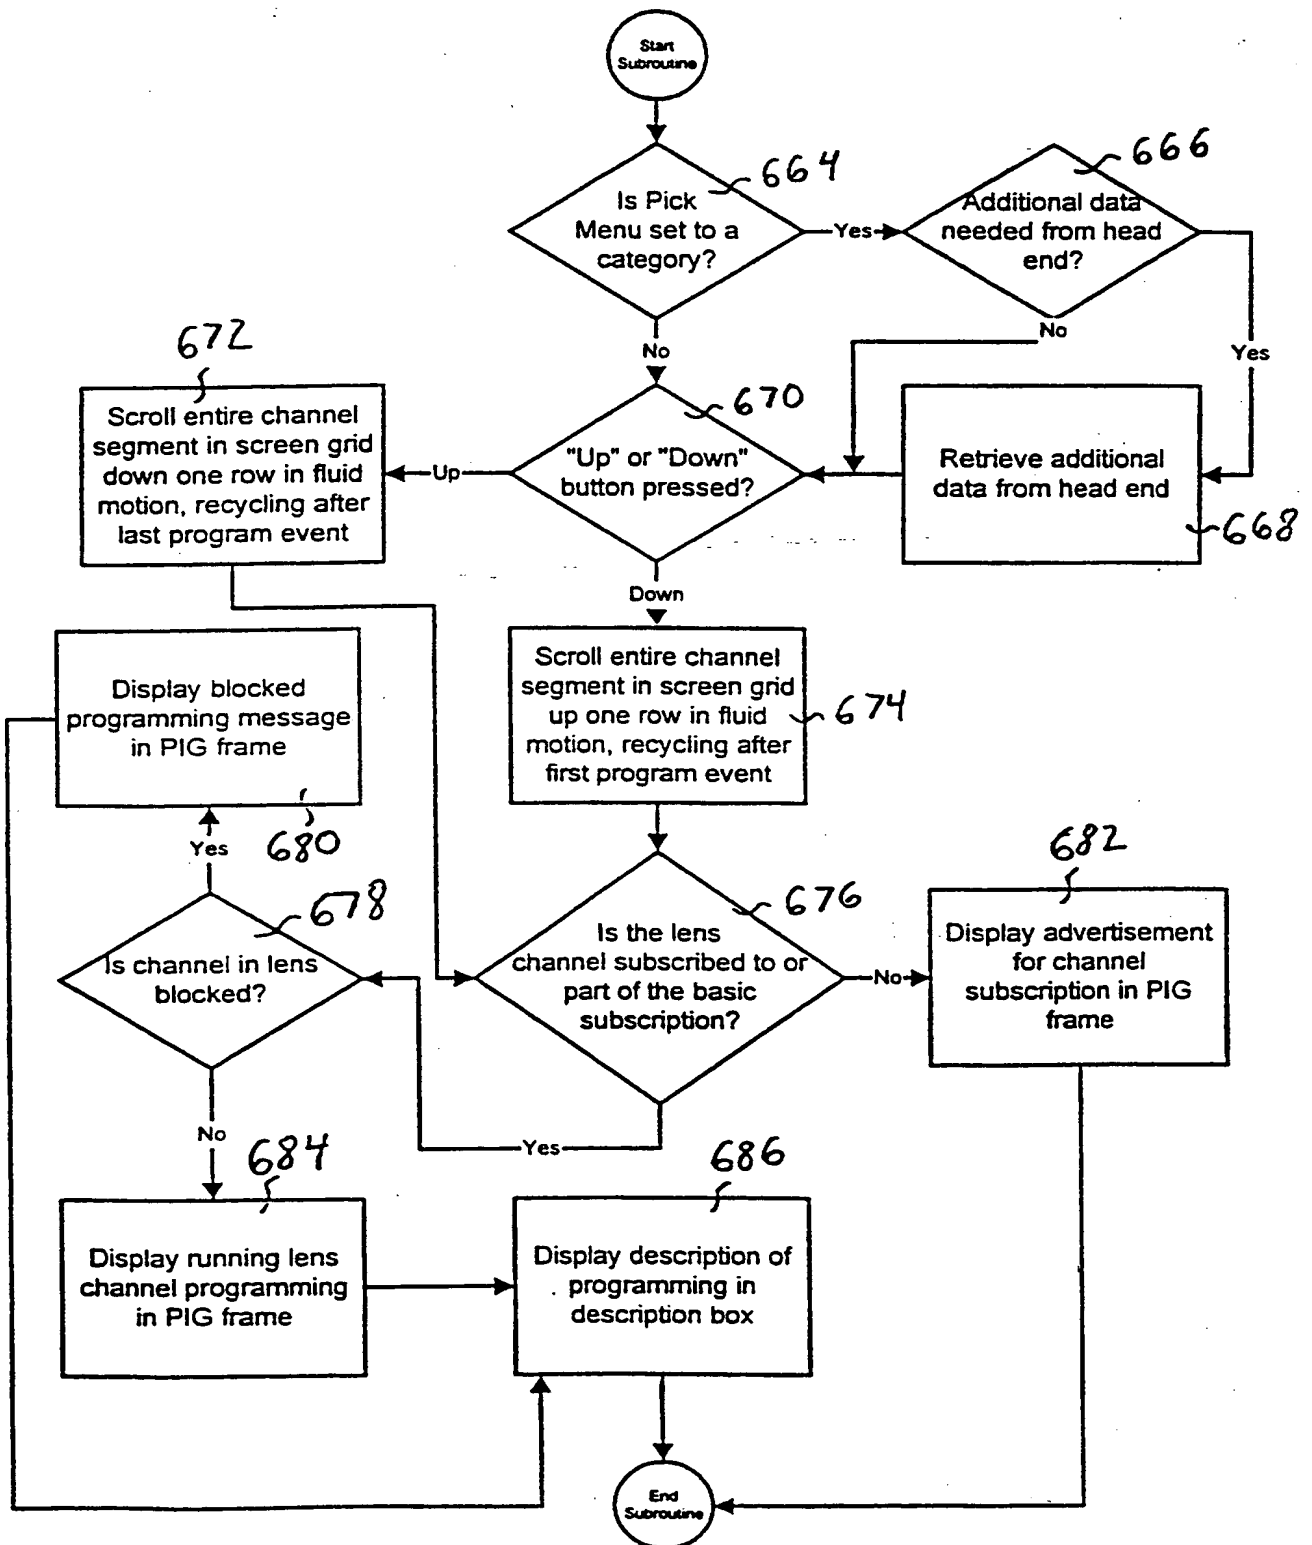 Start
Subroutine
664
Is Pick
Menu set to a
category?
Yes
666
Additional data
needed from head
end?
No
Yes
No
672
Scroll entire channel
segment in screen grid
down one row in fluid
motion, recycling after
last program event
Up
670
"Up" or "Down"
button pressed?
Retrieve additional
data from head end
668
Down
Display blocked
programming message
in PIG frame
680
Yes
Scroll entire channel
segment in screen grid
up one row in fluid
motion, recycling after
first program event
674
678
Is channel in lens
blocked?
676
Is the lens
channel subscribed to or
part of the basic
subscription?
No
682
Display advertisement
for channel
subscription in PIG
frame
No
Yes
684
Display running lens
channel programming
in PIG frame
686
Display description of
programming in
description box
End
Subroutine